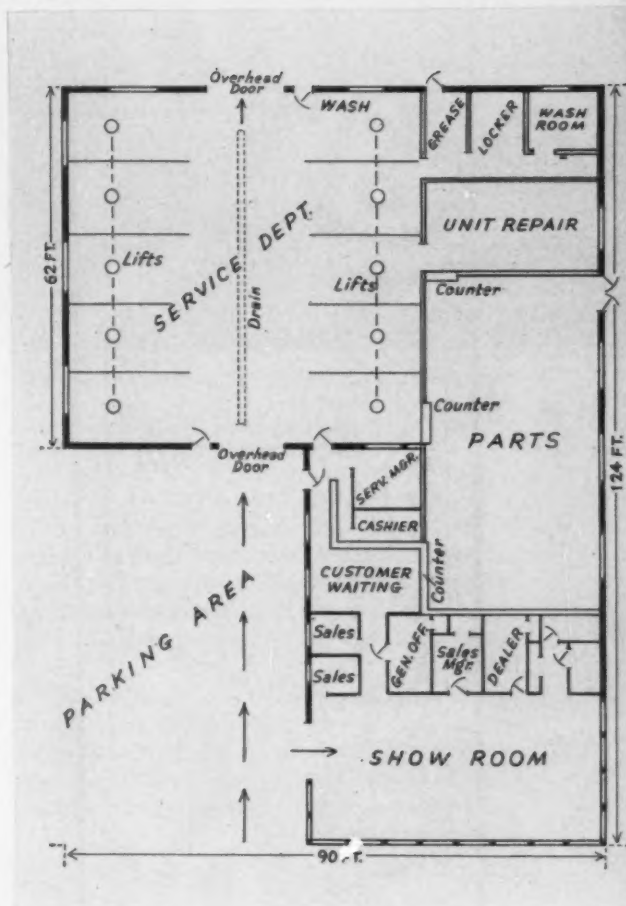 Overhead
Door
WASH
GREASE
LOCKER
WASH
ROOM
UNIT REPAIR
62 FT.
Lifts
SERVICE DEPT.
Lifts
Drain
Counter
Counter
PARTS
124 FT.
Overhead
Door
SERV. MGR.
CASHIER
Counter
CUSTOMER
WAITING
PARKING AREA
Sales
Sales
GEN. OFF.
Sales
Mgr.
DEALER
SHOW ROOM
90 FT.